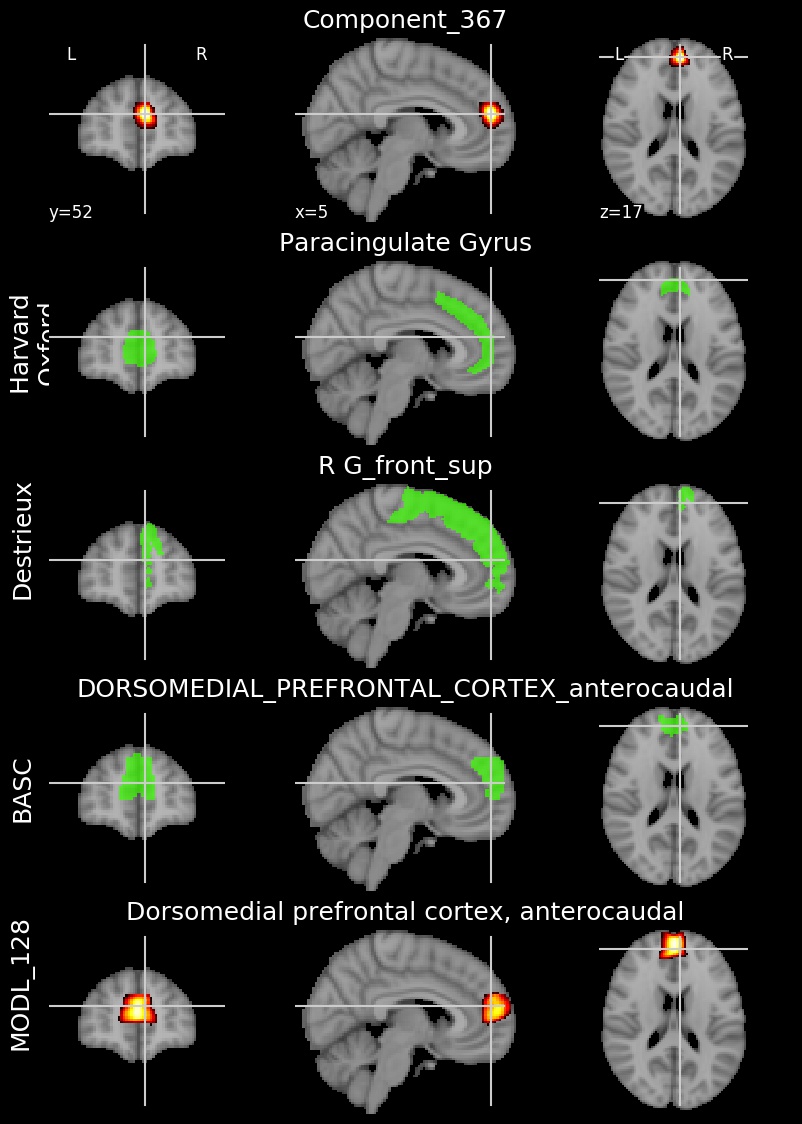 Component_367
L R
L R
y=52
x=5
z=17
Paracingulate Gyrus
Harvard
R G_front_sup
Destrieux
DORSOMEDIAL_PREFRONTAL_CORTEX_anterocaudal
BASC
Dorsomedial prefrontal cortex, anterocaudal
MODL_128